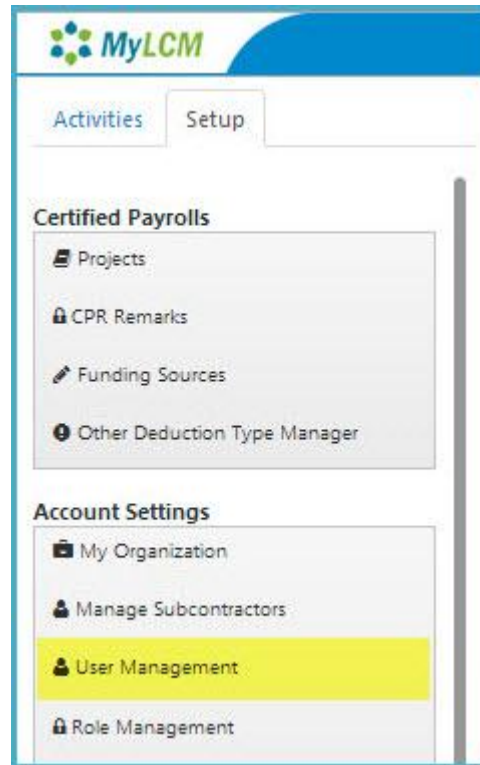 MyLCM
Activities Setup
Certified Payrolls
Projects
CPR Remarks
Funding Sources
Other Deduction Type Manager
Account Settings
My Organization
Manage Subcontractors
User Management
Role Management